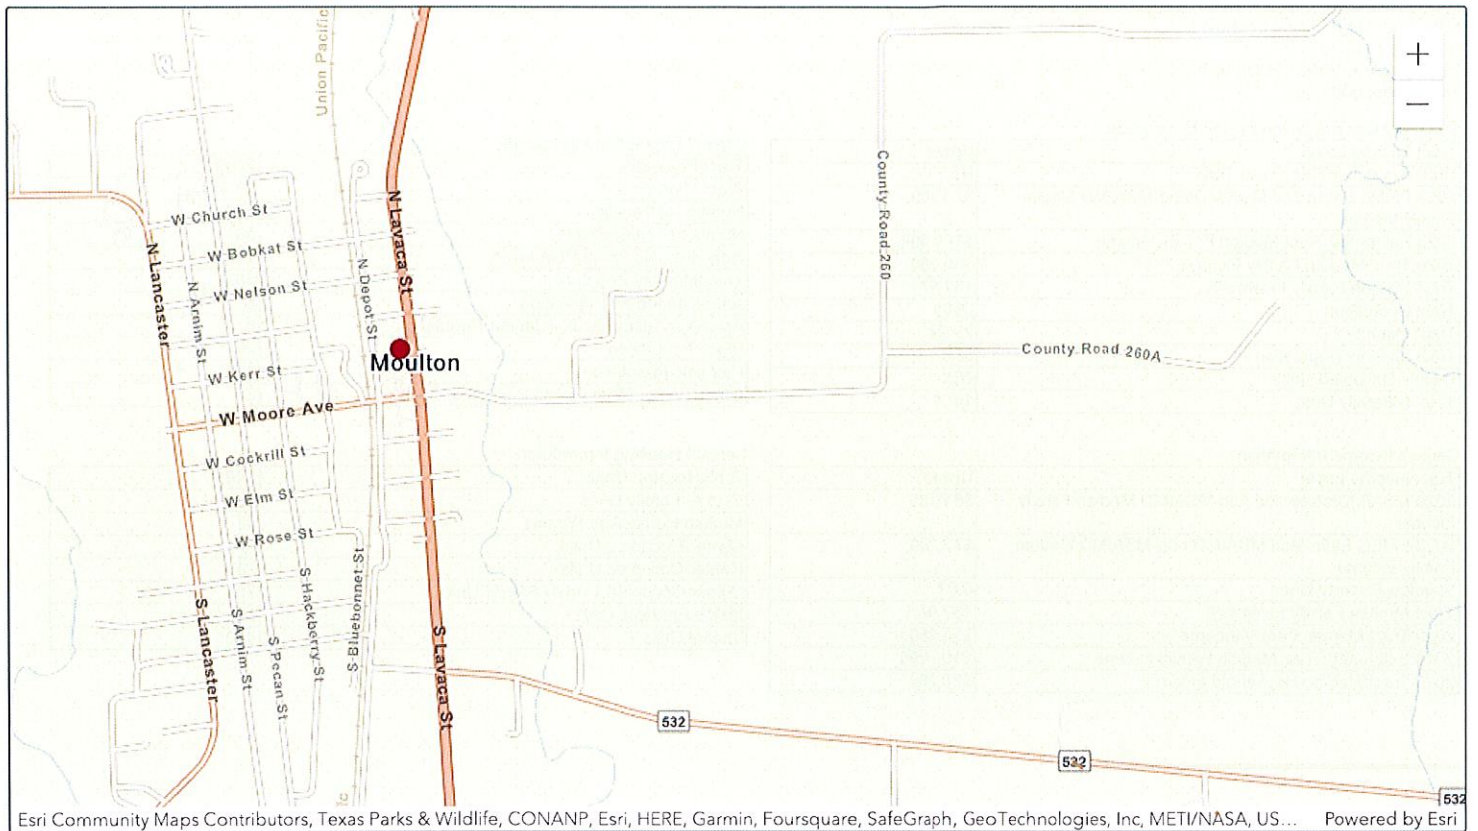 Union Pacific
+
−
County Road 260
N Lavaca St
W Church St
W Bobkat St
N Lancaster
N Depot St
W Nelson St
N Arnim St
Moulton
County Road 260A
W Kerr St
W Moore Ave
W Cockrill St
W Elm St
W Rose St
S Bluebonnet St
S Hackberry St
S Lancaster
S Arnim St
S Pecan St
S Lavaca St
532
532
532
Esri Community Maps Contributors, Texas Parks & Wildlife, CONANP, Esri, HERE, Garmin, Foursquare, SafeGraph, GeoTechnologies, Inc, METI/NASA, US... Powered by Esri